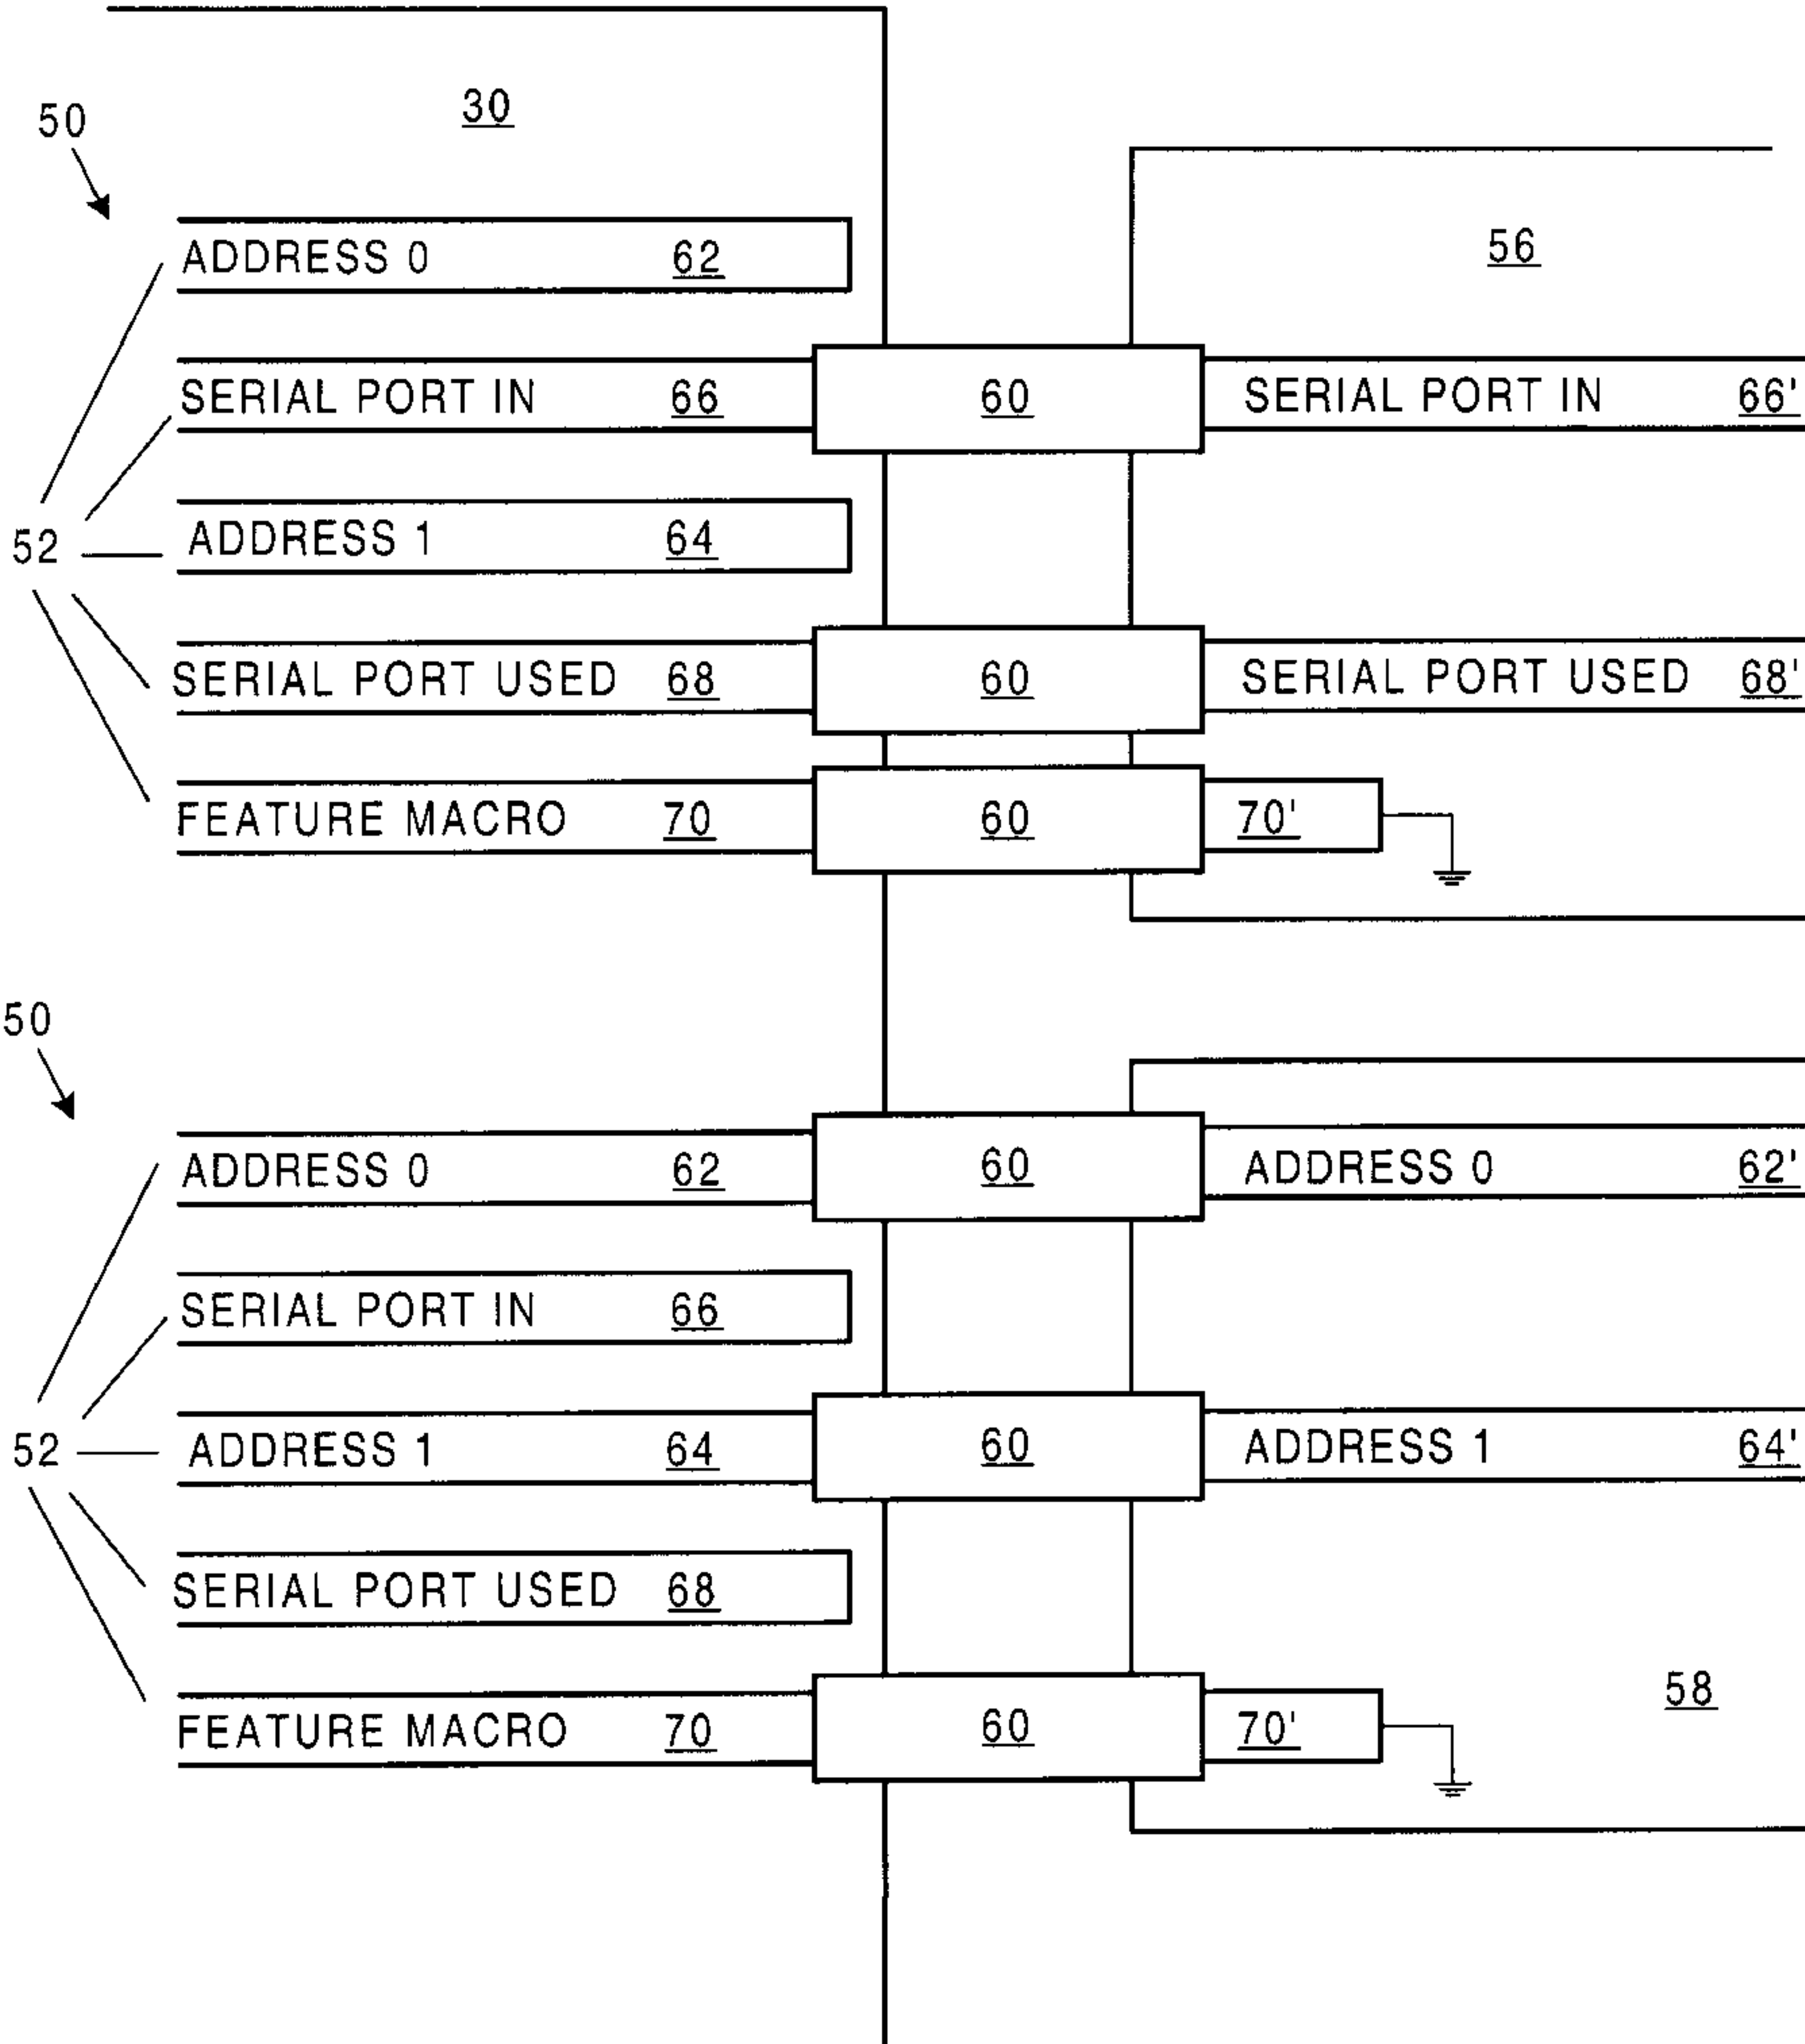 30
50
56
ADDRESS 0 62
SERIAL PORT IN 66 60 SERIAL PORT IN 66'
52 ADDRESS 1 64
SERIAL PORT USED 68 60 SERIAL PORT USED 68'
FEATURE MACRO 70 60 70'
50
ADDRESS 0 62 60 ADDRESS 0 62'
SERIAL PORT IN 66
52 ADDRESS 1 64 60 ADDRESS 1 64'
SERIAL PORT USED 68
58
FEATURE MACRO 70 60 70'